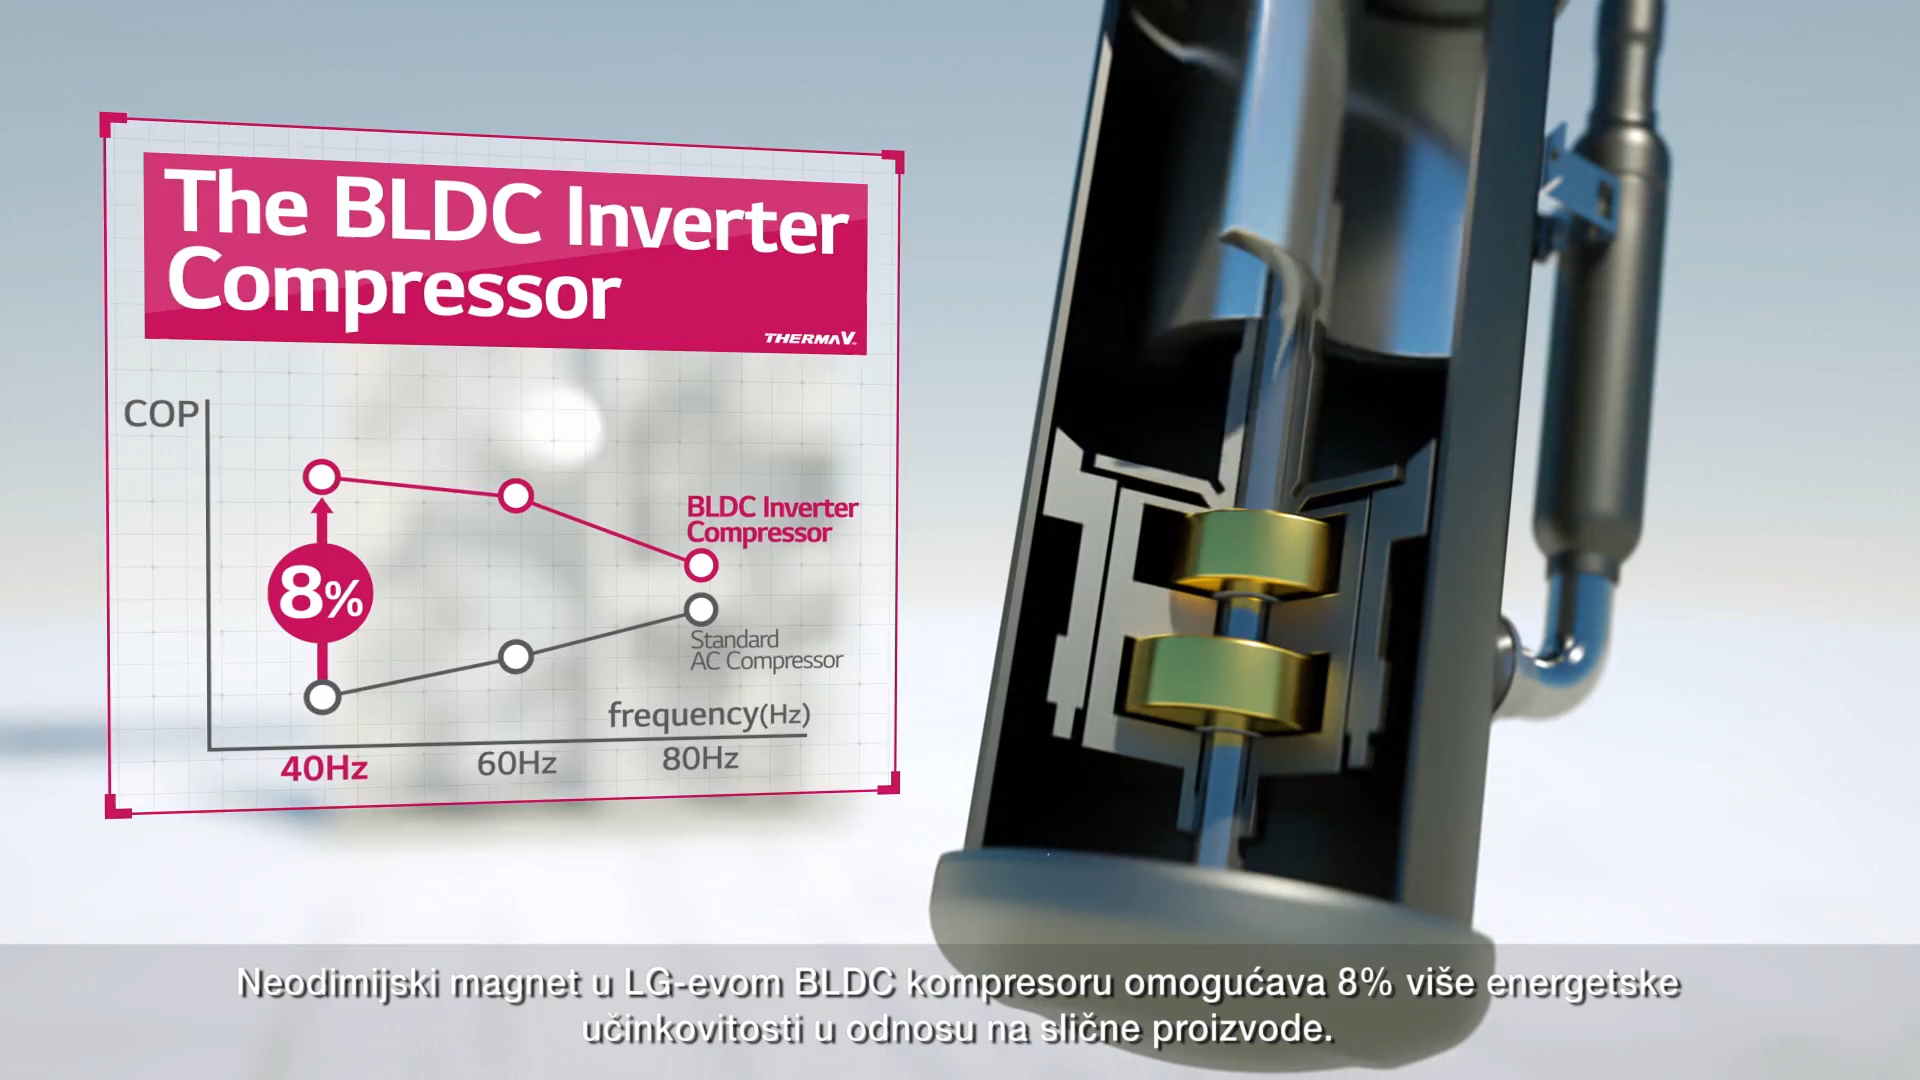 The BLDC Inverter
Compressor
THERMA V
COP
BLDC Inverter
Compressor
8%
Standard
AC Compressor
frequency(Hz)
40Hz
60Hz
80Hz
Neodimijski magnet u LG-evom BLDC kompresoru omogućava 8% više energetske
učinkovitosti u odnosu na slične proizvode.